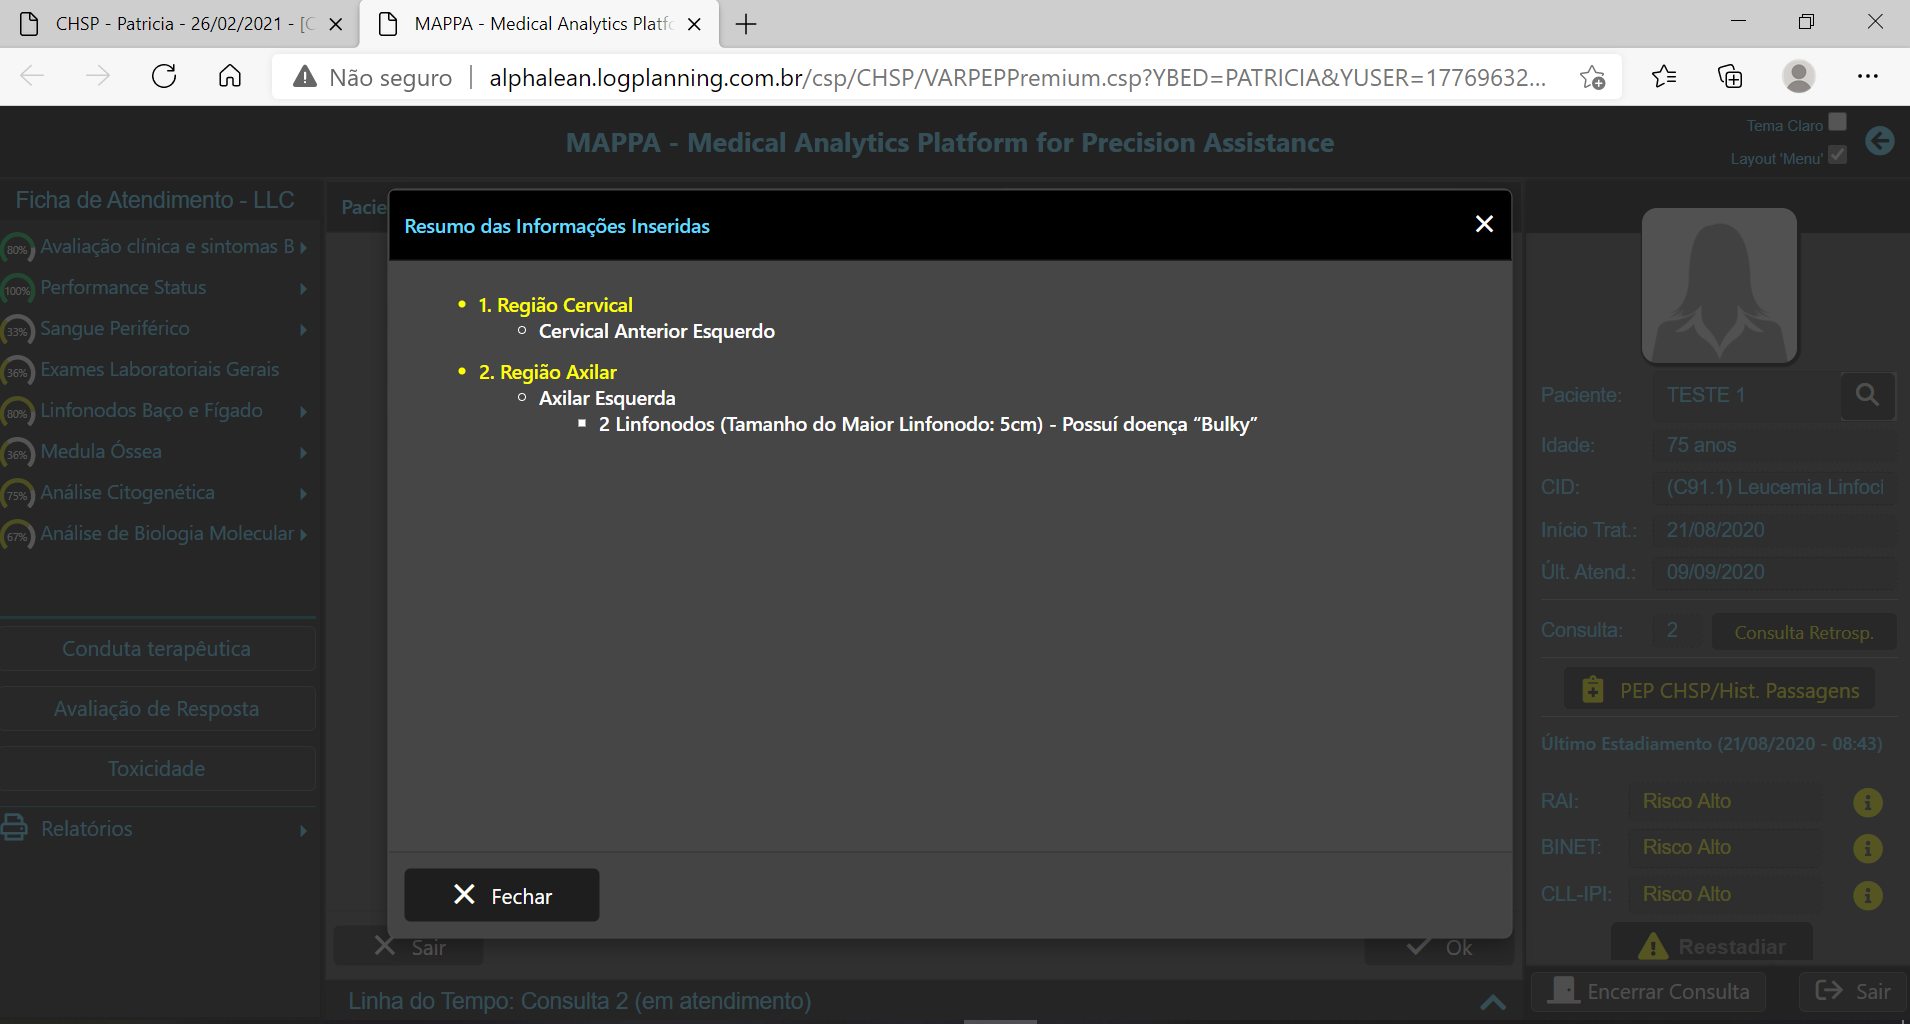 CHSP - Patricia - 26/02/2021 - [C
MAPPA - Medical Analytics Platfo
Não seguro
alphalean.logplanning.com.br/csp/CHSP/VARPEPPremium.csp?YBED=PATRICIA&YUSER=17769632...
MAPPA - Medical Analytics Platform for Precision Assistance
Tema Claro
Layout 'Menu'
Ficha de Atendimento - LLC
80% Avaliação clínica e sintomas B
100% Performance Status
33% Sangue Periférico
36% Exames Laboratoriais Gerais
80% Linfonodos Baço e Fígado
36% Medula Óssea
75% Análise Citogenética
67% Análise de Biologia Molecular
Conduta terapêutica
Avaliação de Resposta
Toxicidade
Relatórios
Pacie
Resumo das Informações Inseridas
• 1. Região Cervical
Cervical Anterior Esquerdo
• 2. Região Axilar
Axilar Esquerda
2 Linfonodos (Tamanho do Maior Linfonodo: 5cm) - Possuí doença “Bulky”
Fechar
Sair
Ok
Linha do Tempo: Consulta 2 (em atendimento)
Paciente: TESTE 1
Idade: 75 anos
CID: (C91.1) Leucemia Linfocí
Início Trat.: 21/08/2020
Últ. Atend.: 09/09/2020
Consulta: 2 Consulta Retrosp.
PEP CHSP/Hist. Passagens
Último Estadiamento (21/08/2020 - 08:43)
RAI: Risco Alto
BINET: Risco Alto
CLL-IPI: Risco Alto
Reestadiar
Encerrar Consulta
Sair